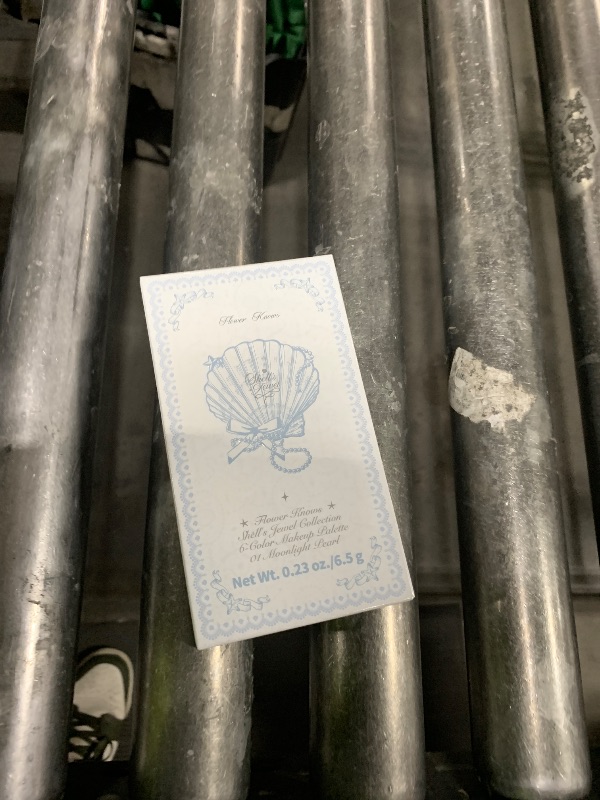 Flower Knows
Shell's
Jewel
Flower Knows
Shell's Jewel Collection
6-Color Makeup Palette
01 Moonlight Pearl
Net Wt. 0.23 oz./6.5 g